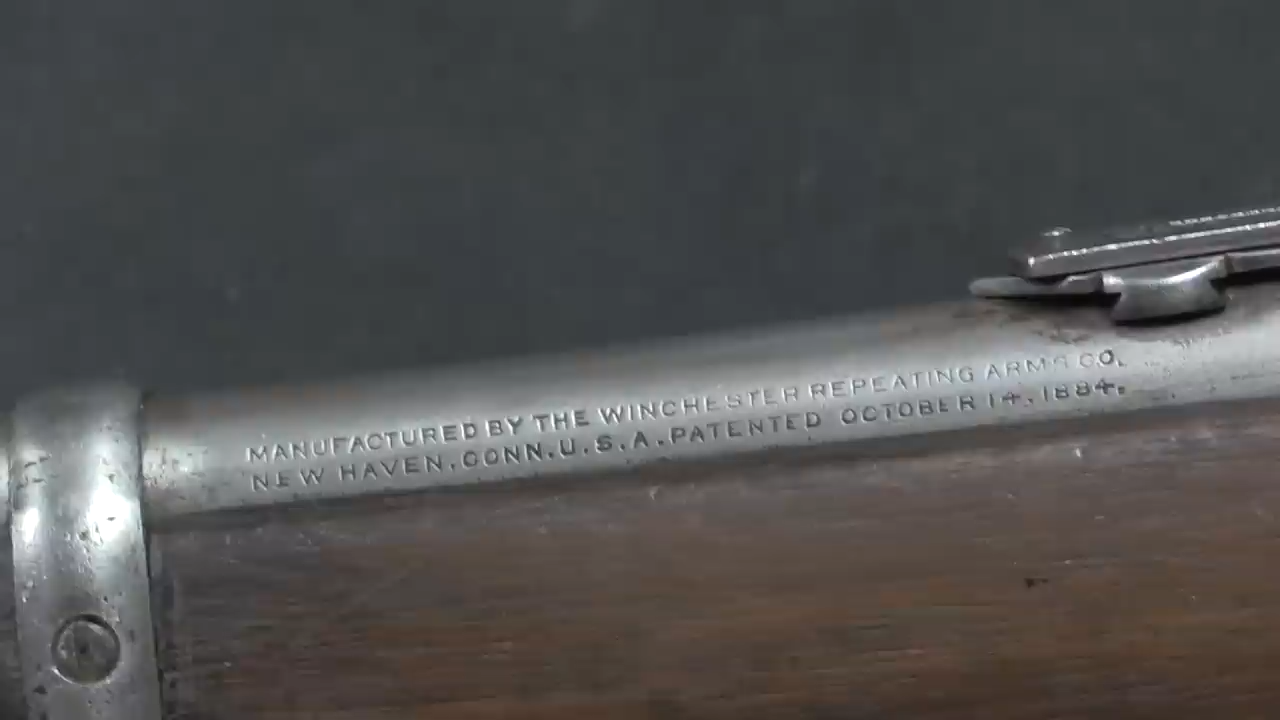 MANUFACTURED BY THE WINCHESTER REPEATING ARMS CO.
NEW HAVEN. CONN. U.S.A. PATENTED OCTOBER 14. 1884.